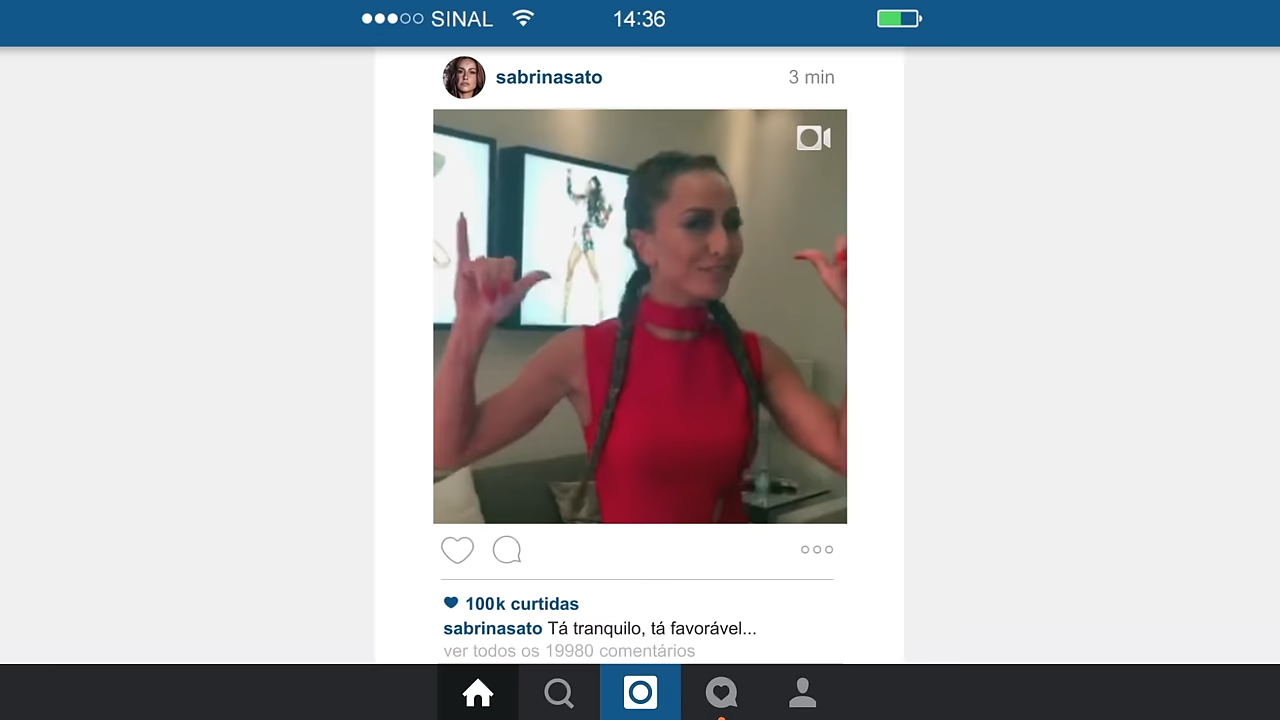 SINAL 14:36
sabrinasato 3 min
100k curtidas
sabrinasato Tá tranquilo, tá favorável...
ver todos os 19980 comentários